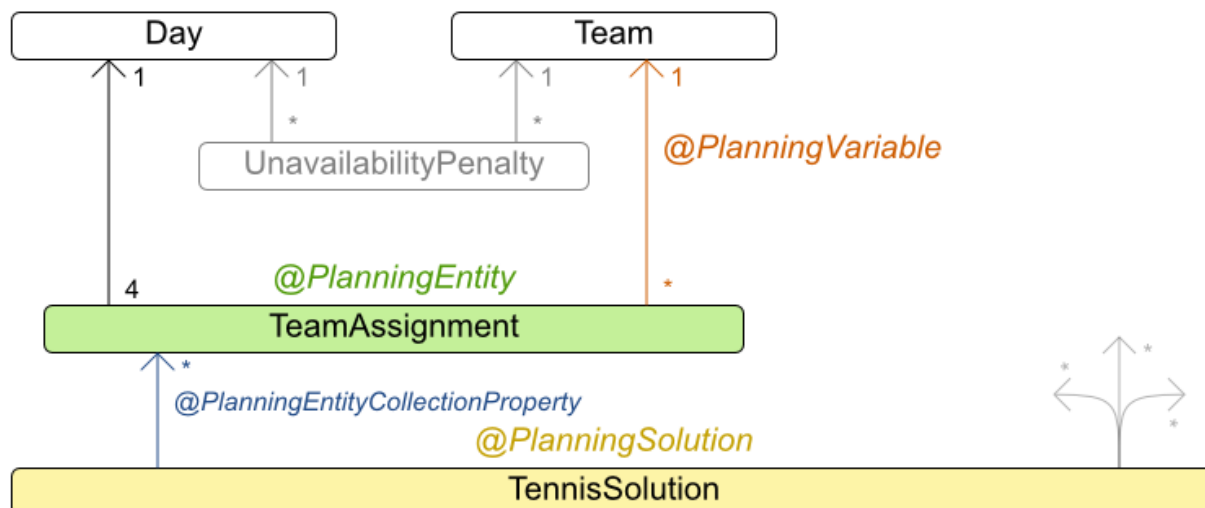 Day Team
1 1 1 1
* *
@PlanningVariable
UnavailabilityPenalty
@PlanningEntity
4 *
TeamAssignment
* * *
@PlanningEntityCollectionProperty
*
@PlanningSolution
TennisSolution